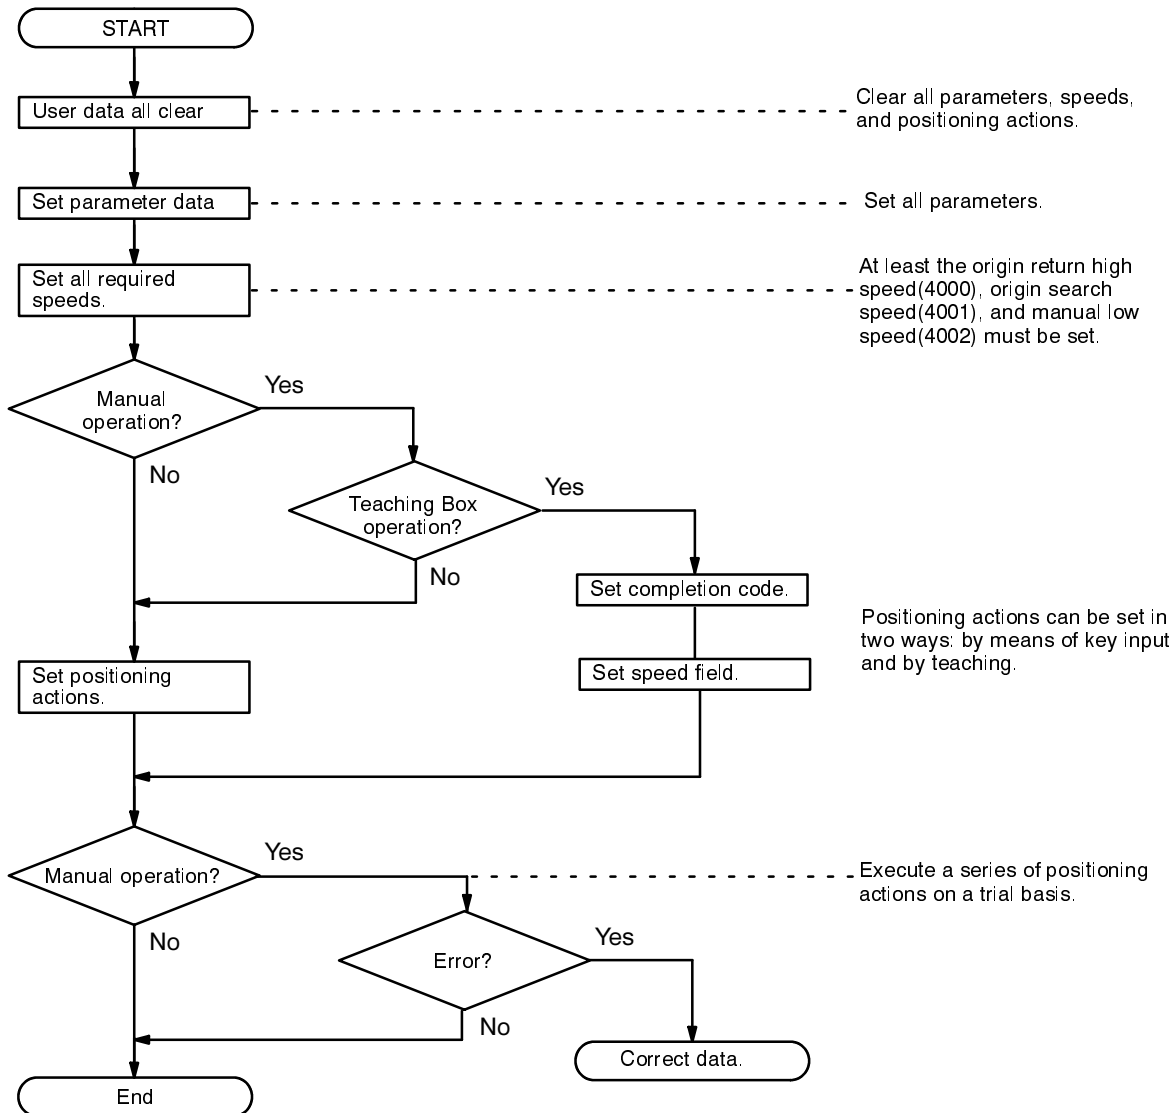 START
User data all clear
Clear all parameters, speeds,
and positioning actions.
Set parameter data
Set all parameters.
Set all required
speeds.
At least the origin return high
speed(4000), origin search
speed(4001), and manual low
speed(4002) must be set.
Manual
operation?
Yes
No
Teaching Box
operation?
Yes
No
Set completion code.
Set speed field.
Positioning actions can be set in
two ways: by means of key input
and by teaching.
Set positioning
actions.
Manual operation?
Yes
No
Execute a series of positioning
actions on a trial basis.
Error?
Yes
No
Correct data.
End